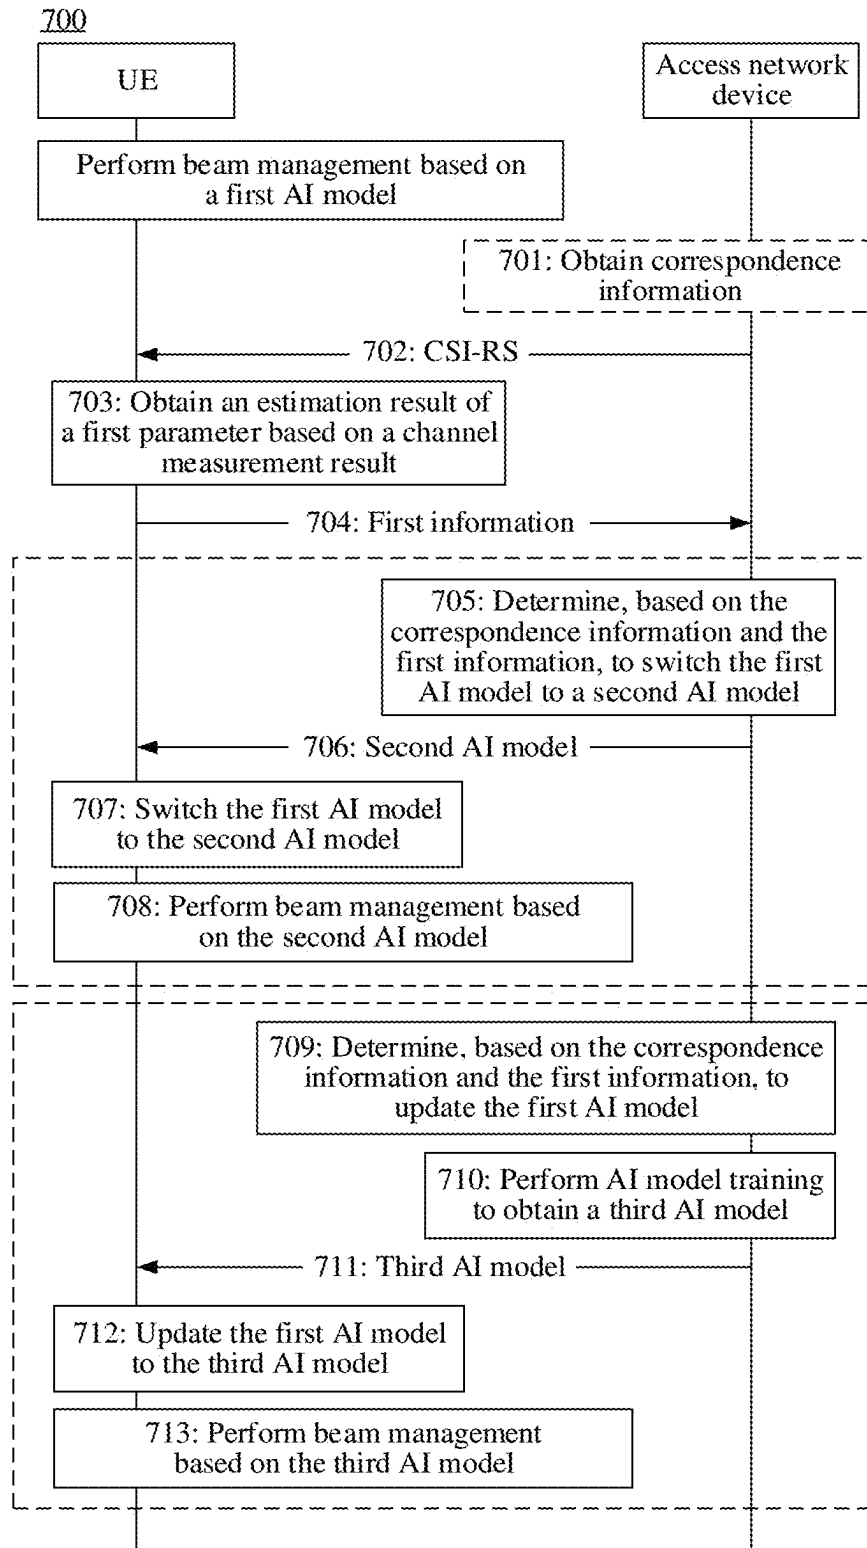 700
UE
Access network
device
Perform beam management based on
a first AI model
701: Obtain correspondence
information
702: CSI-RS
703: Obtain an estimation result of
a first parameter based on a channel
measurement result
704: First information
705: Determine, based on the
correspondence information and the
first information, to switch the first
AI model to a second AI model
706: Second AI model
707: Switch the first AI model
to the second AI model
708: Perform beam management based
on the second AI model
709: Determine, based on the correspondence
information and the first information, to
update the first AI model
710: Perform AI model training
to obtain a third AI model
711: Third AI model
712: Update the first AI model
to the third AI model
713: Perform beam management
based on the third AI model